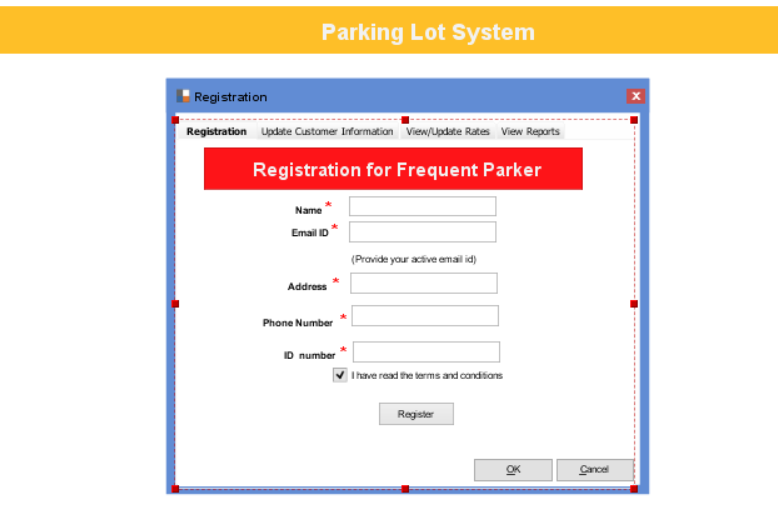 Parking Lot System
Registration
Registration Update Customer Information View/Update Rates View Reports
Registration for Frequent Parker
Name *
Email ID *
(Provide your active email id)
Address *
Phone Number *
ID number *
I have read the terms and conditions
Register
OK Cancel